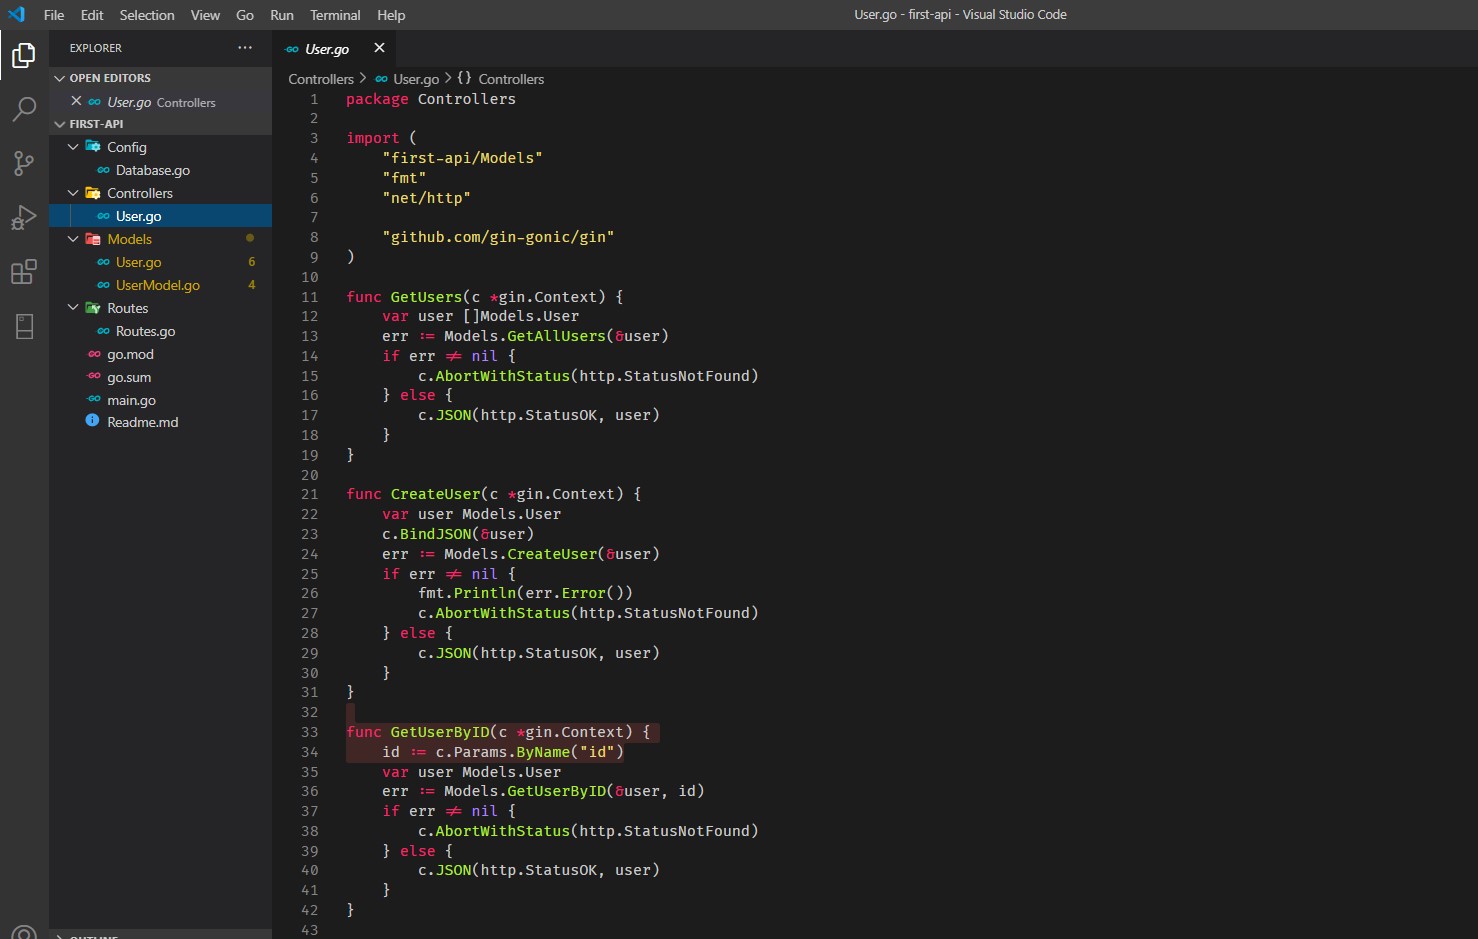 File Edit Selection View Go Run Terminal Help
User.go - first-api - Visual Studio Code
EXPLORER
OPEN EDITORS
User.go Controllers
FIRST-API
Config
Database.go
Controllers
User.go
Models
User.go 6
UserModel.go 4
Routes
Routes.go
go.mod
go.sum
main.go
Readme.md
User.go
Controllers > User.go > {} Controllers
1 package Controllers
2
3 import (
4 "first-api/Models"
5 "fmt"
6 "net/http"
7
8 "github.com/gin-gonic/gin"
9 )
10
11 func GetUsers(c *gin.Context) {
12 var user []Models.User
13 err := Models.GetAllUsers(&user)
14 if err != nil {
15 c.AbortWithStatus(http.StatusNotFound)
16 } else {
17 c.JSON(http.StatusOK, user)
18 }
19 }
20
21 func CreateUser(c *gin.Context) {
22 var user Models.User
23 c.BindJSON(&user)
24 err := Models.CreateUser(&user)
25 if err != nil {
26 fmt.Println(err.Error())
27 c.AbortWithStatus(http.StatusNotFound)
28 } else {
29 c.JSON(http.StatusOK, user)
30 }
31 }
32
33 func GetUserByID(c *gin.Context) {
34 id := c.Params.ByName("id")
35 var user Models.User
36 err := Models.GetUserByID(&user, id)
37 if err != nil {
38 c.AbortWithStatus(http.StatusNotFound)
39 } else {
40 c.JSON(http.StatusOK, user)
41 }
42 }
43
OUTLINE